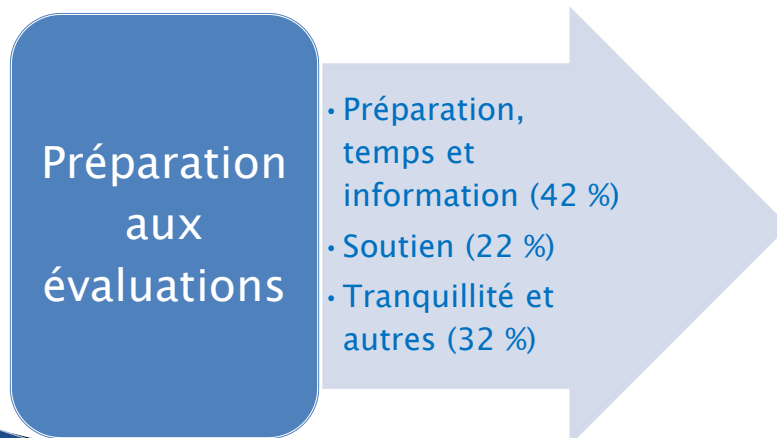 Préparation
aux
évaluations
• Préparation,
temps et
information (42 %)
• Soutien (22 %)
• Tranquillité et
autres (32 %)